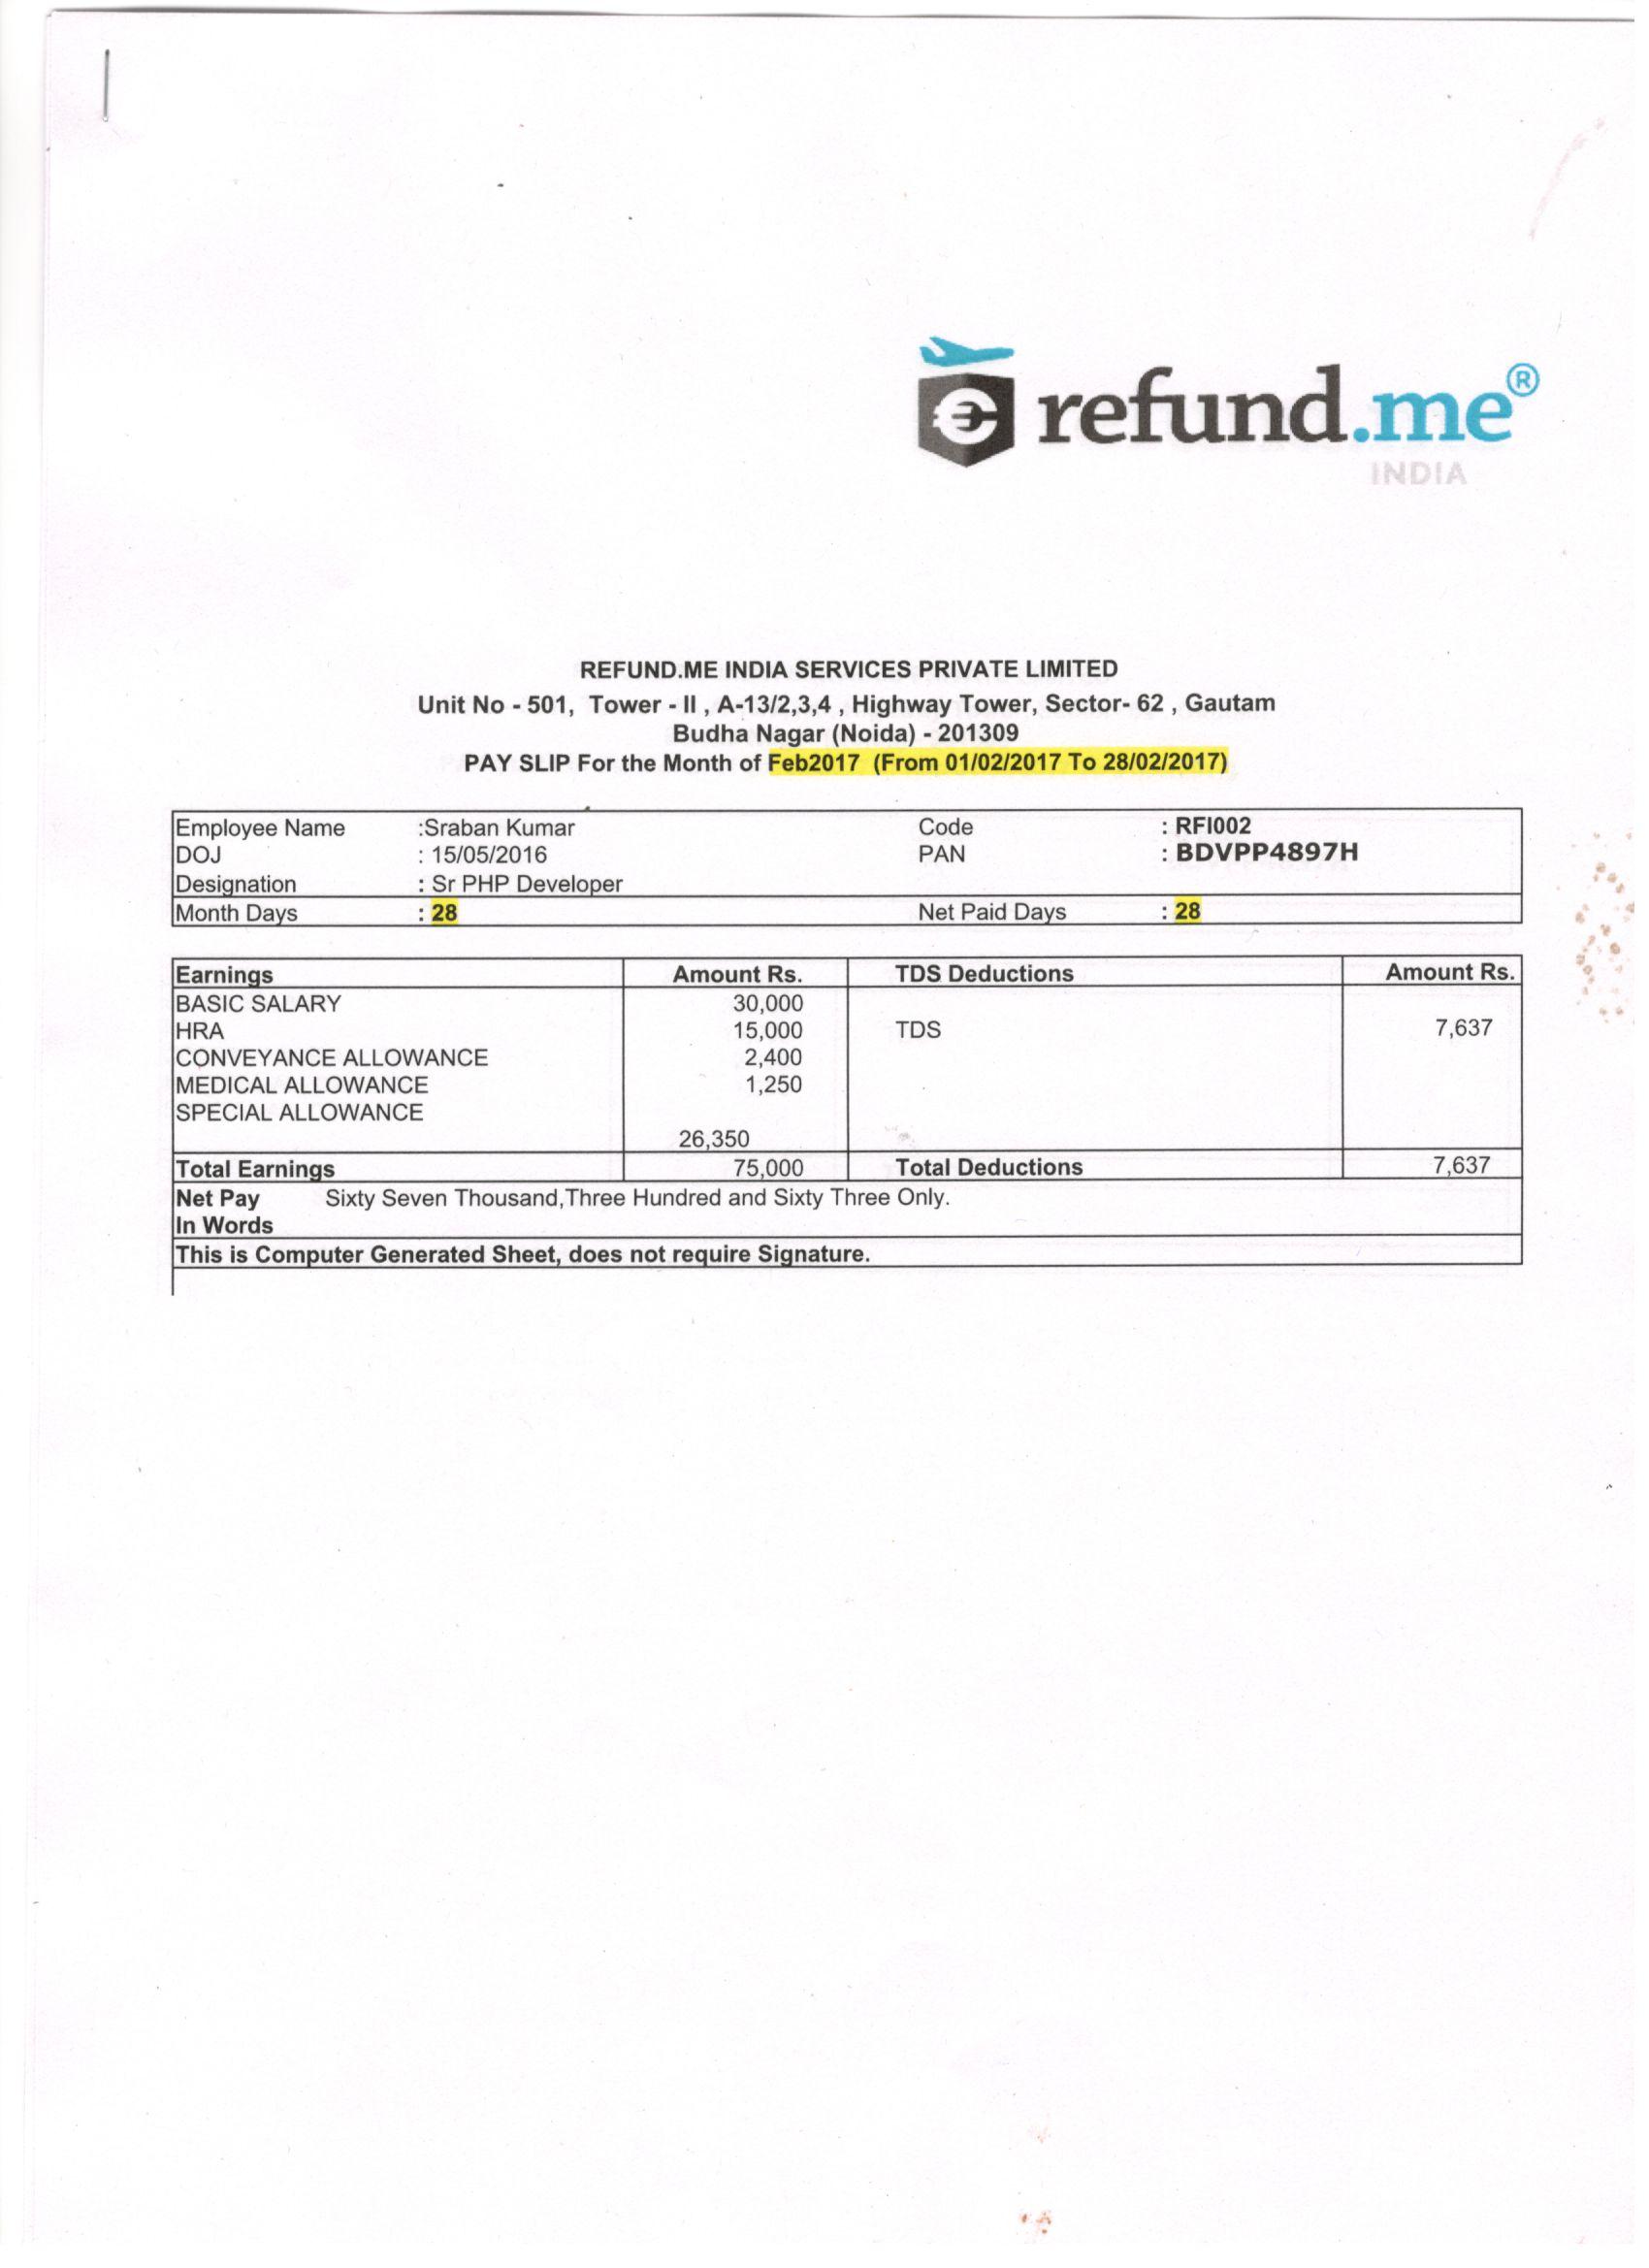 refund.me®
INDIA
REFUND.ME INDIA SERVICES PRIVATE LIMITED
Unit No - 501, Tower - II , A-13/2,3,4 , Highway Tower, Sector- 62 , Gautam
Budha Nagar (Noida) - 201309
PAY SLIP For the Month of Feb2017 (From 01/02/2017 To 28/02/2017)
Employee Name :Sraban Kumar Code : RFI002
DOJ : 15/05/2016 PAN : BDVPP4897H
Designation : Sr PHP Developer
Month Days : 28 Net Paid Days : 28
Earnings Amount Rs. TDS Deductions Amount Rs.
BASIC SALARY 30,000
HRA 15,000 TDS 7,637
CONVEYANCE ALLOWANCE 2,400
MEDICAL ALLOWANCE 1,250
SPECIAL ALLOWANCE
26,350
Total Earnings 75,000 Total Deductions 7,637
Net Pay Sixty Seven Thousand,Three Hundred and Sixty Three Only.
In Words
This is Computer Generated Sheet, does not require Signature.